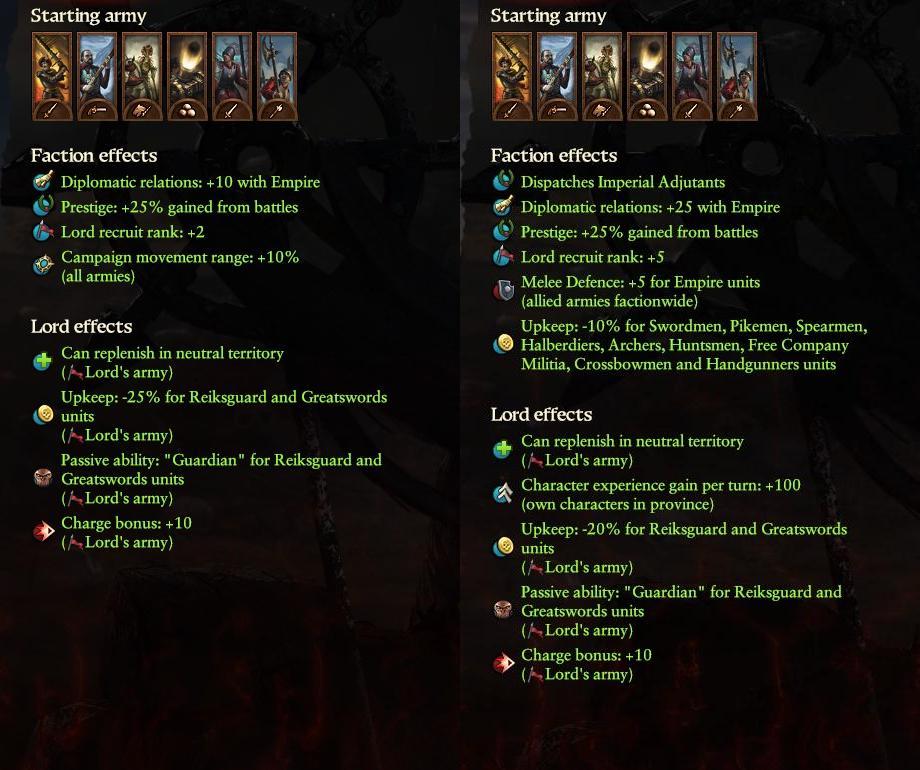 Starting army
Faction effects
Diplomatic relations: +10 with Empire
Prestige: +25% gained from battles
Lord recruit rank: +2
Campaign movement range: +10%
(all armies)
Lord effects
Can replenish in neutral territory
(Lord's army)
Upkeep: -25% for Reiksguard and Greatswords
units
(Lord's army)
Passive ability: "Guardian" for Reiksguard and
Greatswords units
(Lord's army)
Charge bonus: +10
(Lord's army)
Starting army
Faction effects
Dispatches Imperial Adjutants
Diplomatic relations: +25 with Empire
Prestige: +25% gained from battles
Lord recruit rank: +5
Melee Defence: +5 for Empire units
(allied armies factionwide)
Upkeep: -10% for Swordmen, Pikemen, Spearmen,
Halberdiers, Archers, Huntsmen, Free Company
Militia, Crossbowmen and Handgunners units
Lord effects
Can replenish in neutral territory
(Lord's army)
Character experience gain per turn: +100
(own characters in province)
Upkeep: -20% for Reiksguard and Greatswords
units
(Lord's army)
Passive ability: "Guardian" for Reiksguard and
Greatswords units
(Lord's army)
Charge bonus: +10
(Lord's army)